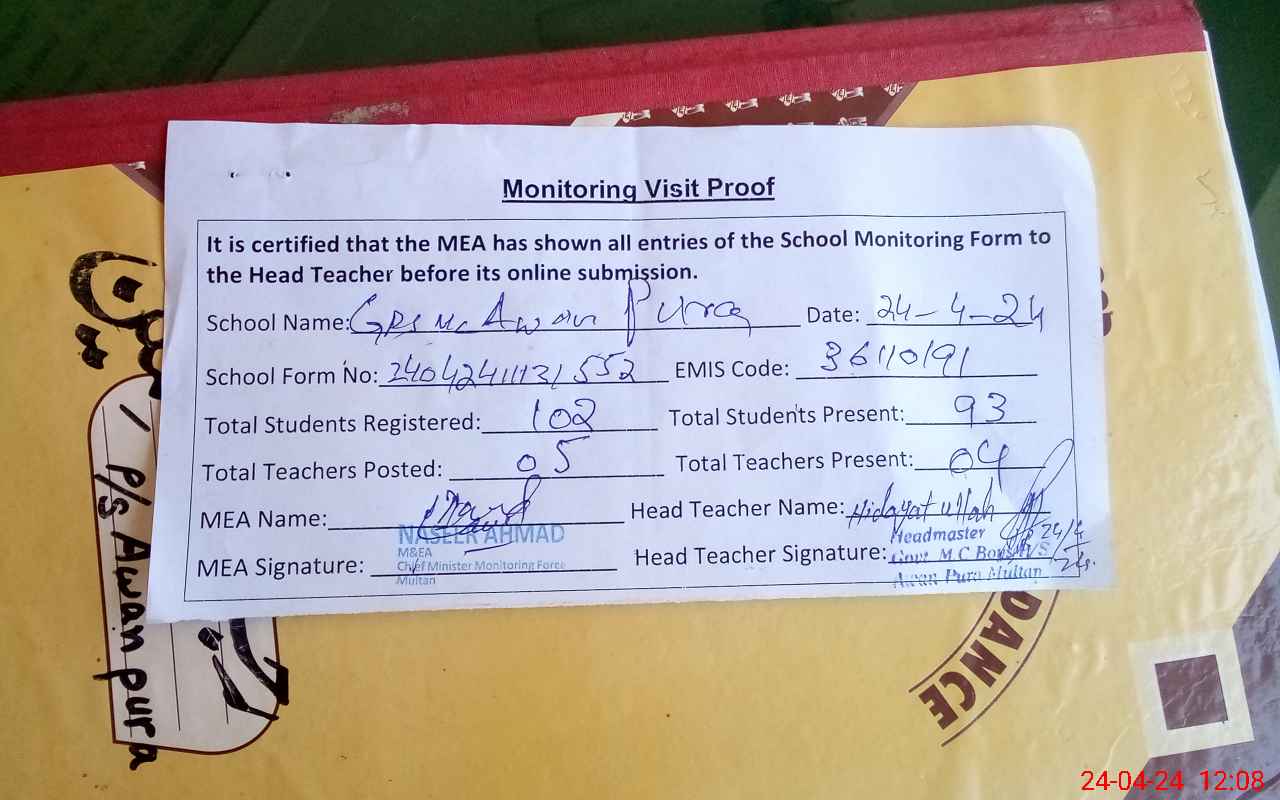 Monitoring Visit Proof
It is certified that the MEA has shown all entries of the School Monitoring Form to
the Head Teacher before its online submission.
School Name: GPS Mc Awan Pura Date: 24-4-24
School Form No: 24042411131552 EMIS Code: 36110191
Total Students Registered: 102 Total Students Present: 93
Total Teachers Posted: 05 Total Teachers Present: 04
MEA Name: Head Teacher Name: Hidayat ullah
NASEER AHMAD
M&EA
Chief Minister Monitoring Force
Multan
MEA Signature: Head Teacher Signature: 24/4
Headmaster
Govt M.C Boys P/S
Awan Pura Multan
/ P/S Awan pura
DANCE
24-04-24 12:08